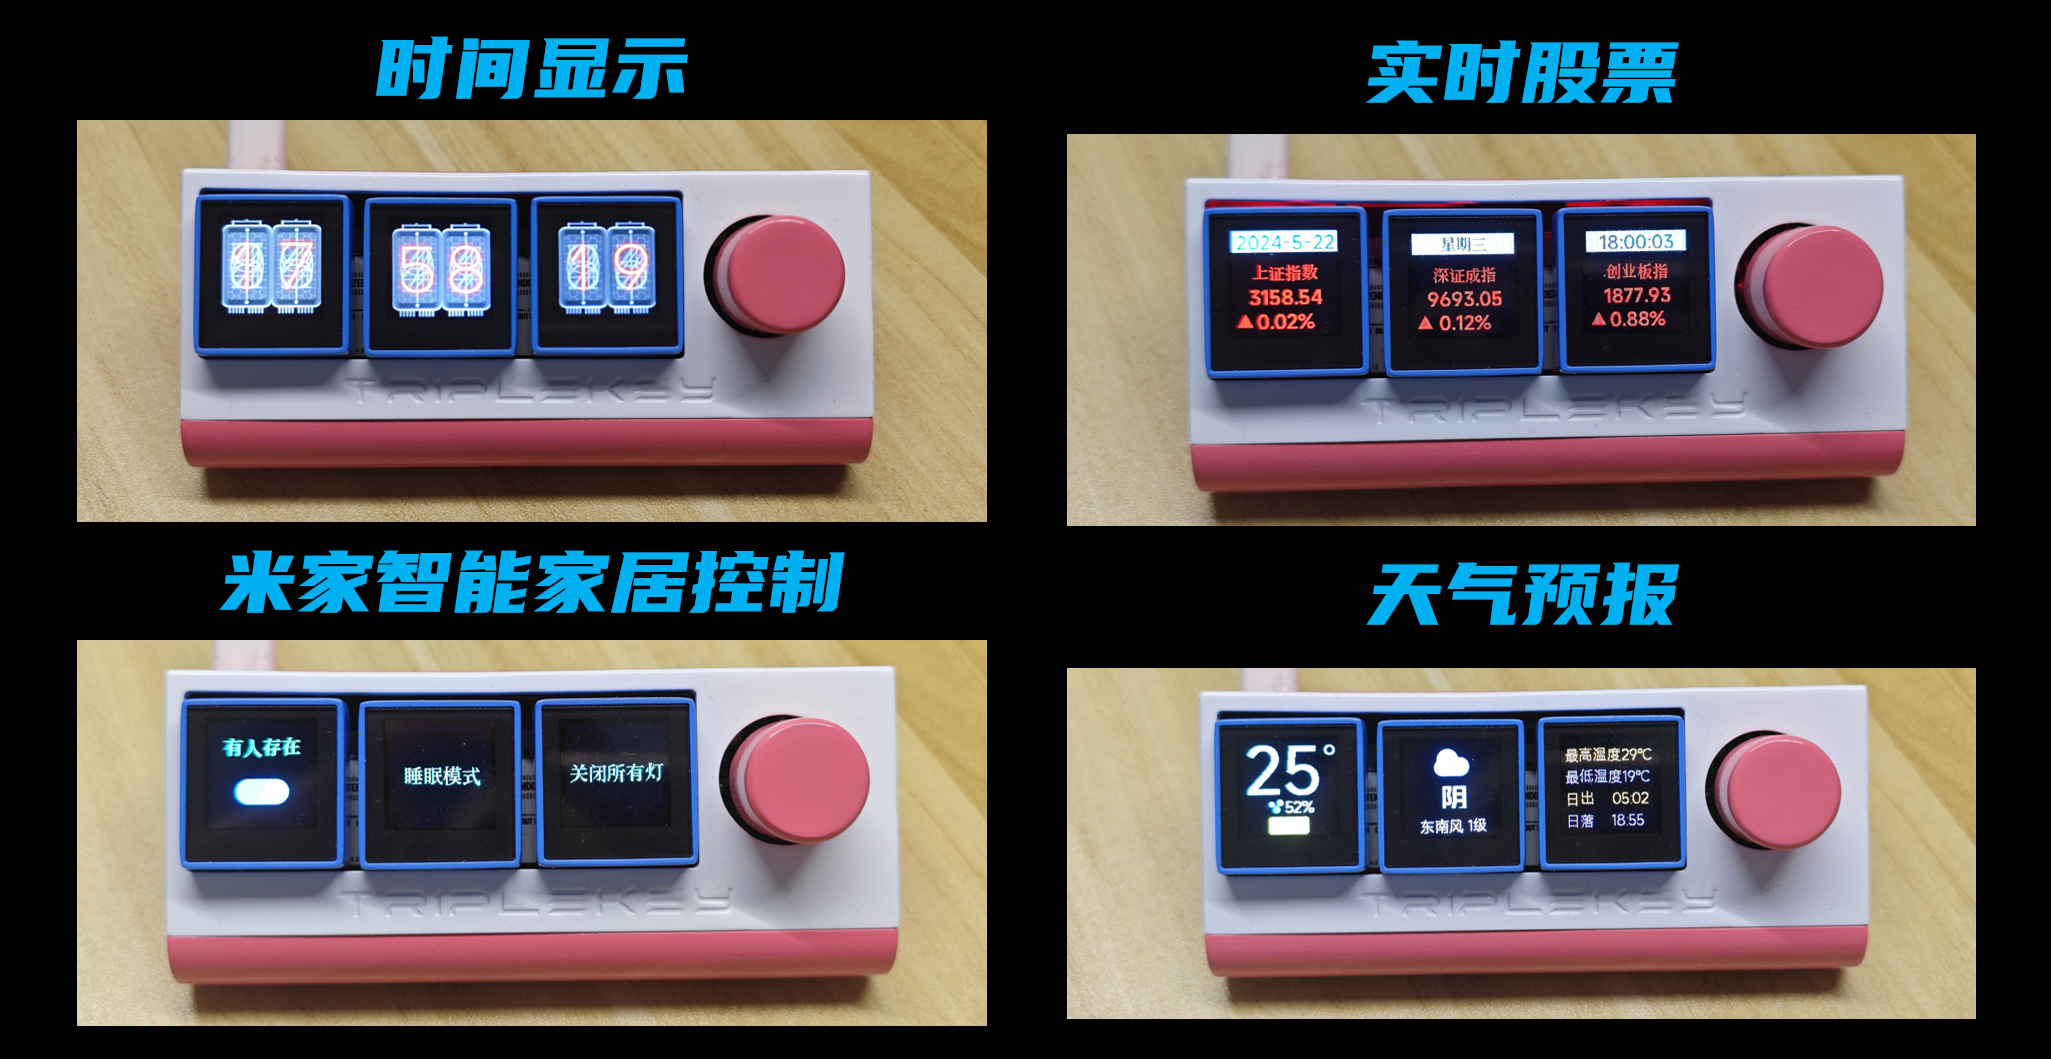 时间显示
17
58
19
TRIPLEKEY
实时股票
2024-5-22
上证指数
3158.54
▲0.02%
星期三
深证成指
9693.05
▲0.12%
18:00:03
创业板指
1877.93
▲0.88%
TRIPLEKEY
米家智能家居控制
有人存在
睡眠模式
关闭所有灯
TRIPLEKEY
天气预报
25°
52%
阴
东南风 1级
最高温度29℃
最低温度19℃
日出 05:02
日落 18:55
TRIPLEKEY